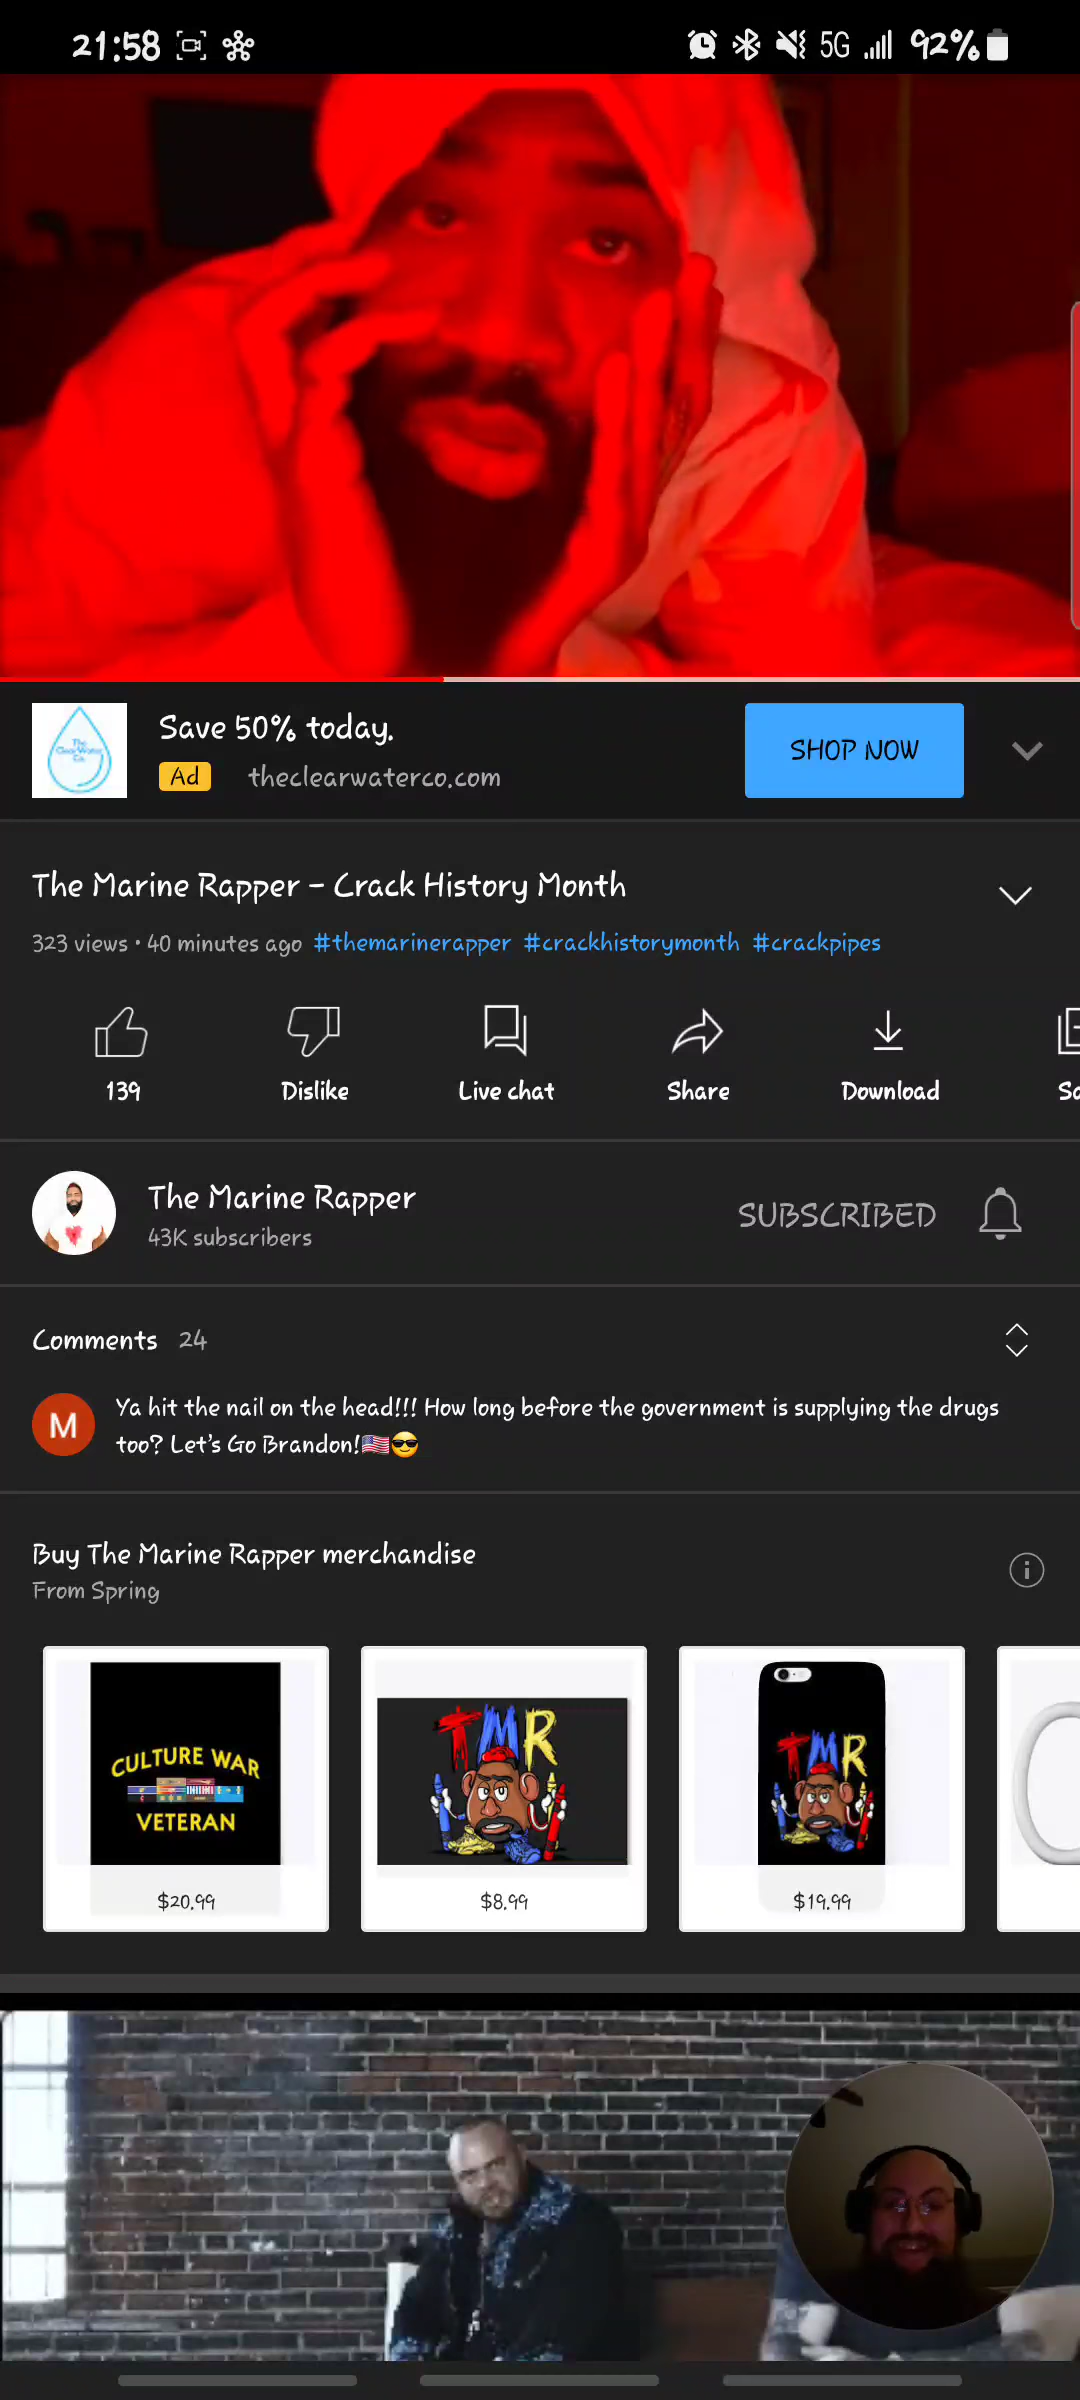 21:58
5G
92%
The
ClearWater
Co.
Save 50% today.
Ad
theclearwaterco.com
SHOP NOW
The Marine Rapper - Crack History Month
323 views • 40 minutes ago #themarinerapper #crackhistorymonth #crackpipes
139
Dislike
Live chat
Share
Download
The Marine Rapper
43K subscribers
SUBSCRIBED
Comments 24
M
Ya hit the nail on the head!!! How long before the government is supplying the drugs
too? Let's Go Brandon!🇺🇸😎
Buy The Marine Rapper merchandise
From Spring
CULTURE WAR
VETERAN
$20.99
TMR
$8.99
TMR
$19.99